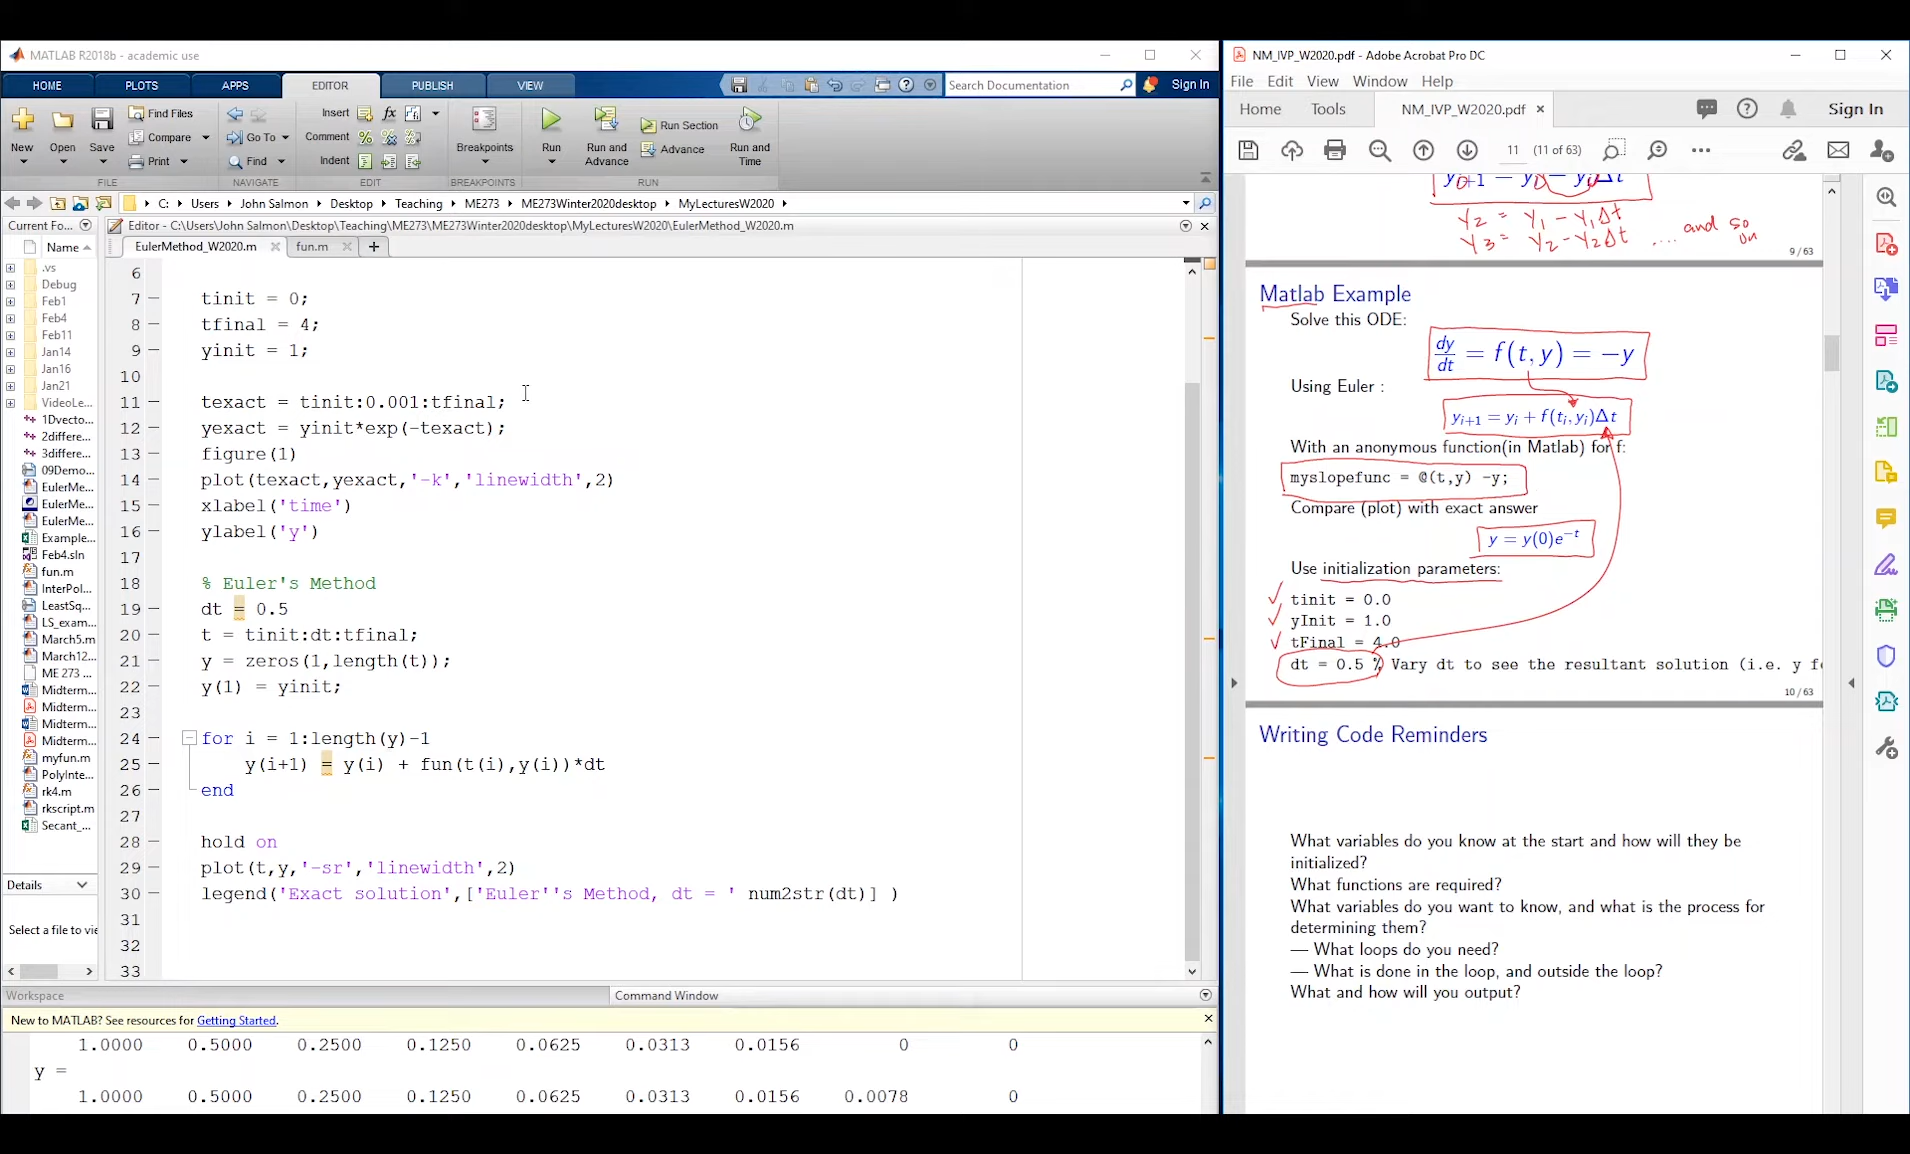 MATLAB R2018b - academic use
HOME PLOTS APPS EDITOR PUBLISH VIEW Search Documentation Sign In
New Open Save Find Files Compare Print Go To Find Insert Comment Indent fx Breakpoints Run Run and Advance Run Section Advance Run and Time
FILE NAVIGATE EDIT BREAKPOINTS RUN
C: Users John Salmon Desktop Teaching ME273 ME273Winter2020desktop MyLecturesW2020
Current Fo...
Name
.vs
Debug
Feb1
Feb4
Feb11
Jan14
Jan16
Jan21
VideoLe...
1Dvecto...
2differe...
3differe...
09Demo...
EulerMe...
EulerMe...
EulerMe...
Example...
Feb4.sln
fun.m
InterPol...
LeastSq...
LS_exam...
March5.m
March12...
ME 273 ...
Midterm...
Midterm...
Midterm...
Midterm...
myfun.m
PolyInte...
rk4.m
rkscript.m
Secant_...
Details
Select a file to vie
Editor - C:\Users\John Salmon\Desktop\Teaching\ME273\ME273Winter2020desktop\MyLecturesW2020\EulerMethod_W2020.m
EulerMethod_W2020.m fun.m
6
7 tinit = 0;
8 tfinal = 4;
9 yinit = 1;
10
11 texact = tinit:0.001:tfinal;
12 yexact = yinit*exp(-texact);
13 figure(1)
14 plot(texact,yexact,'-k','linewidth',2)
15 xlabel('time')
16 ylabel('y')
17
18 % Euler's Method
19 dt = 0.5
20 t = tinit:dt:tfinal;
21 y = zeros(1,length(t));
22 y(1) = yinit;
23
24 for i = 1:length(y)-1
25 y(i+1) = y(i) + fun(t(i),y(i))*dt
26 end
27
28 hold on
29 plot(t,y,'-sr','linewidth',2)
30 legend('Exact solution',['Euler''s Method, dt = ' num2str(dt)] )
31
32
33
Workspace
Command Window
New to MATLAB? See resources for Getting Started.
1.0000 0.5000 0.2500 0.1250 0.0625 0.0313 0.0156 0 0
y =
1.0000 0.5000 0.2500 0.1250 0.0625 0.0313 0.0156 0.0078 0
NM_IVP_W2020.pdf - Adobe Acrobat Pro DC
File Edit View Window Help
Home Tools NM_IVP_W2020.pdf Sign In
11 (11 of 63)
y₂ = y₁ - y₁Δt
y₃ = y₂ - y₂Δt .... and so on
9 / 63
Matlab Example
Solve this ODE:
dy/dt = f(t, y) = −y
Using Euler :
yᵢ₊₁ = yᵢ + f(tᵢ, yᵢ)Δt
With an anonymous function(in Matlab) for f:
myslopefunc = @(t,y) -y;
Compare (plot) with exact answer
y = y(0)e⁻ᵗ
Use initialization parameters:
✓ tinit = 0.0
✓ yInit = 1.0
✓ tFinal = 4.0
dt = 0.5 % Vary dt to see the resultant solution (i.e. y f
10 / 63
Writing Code Reminders
What variables do you know at the start and how will they be
initialized?
What functions are required?
What variables do you want to know, and what is the process for
determining them?
— What loops do you need?
— What is done in the loop, and outside the loop?
What and how will you output?